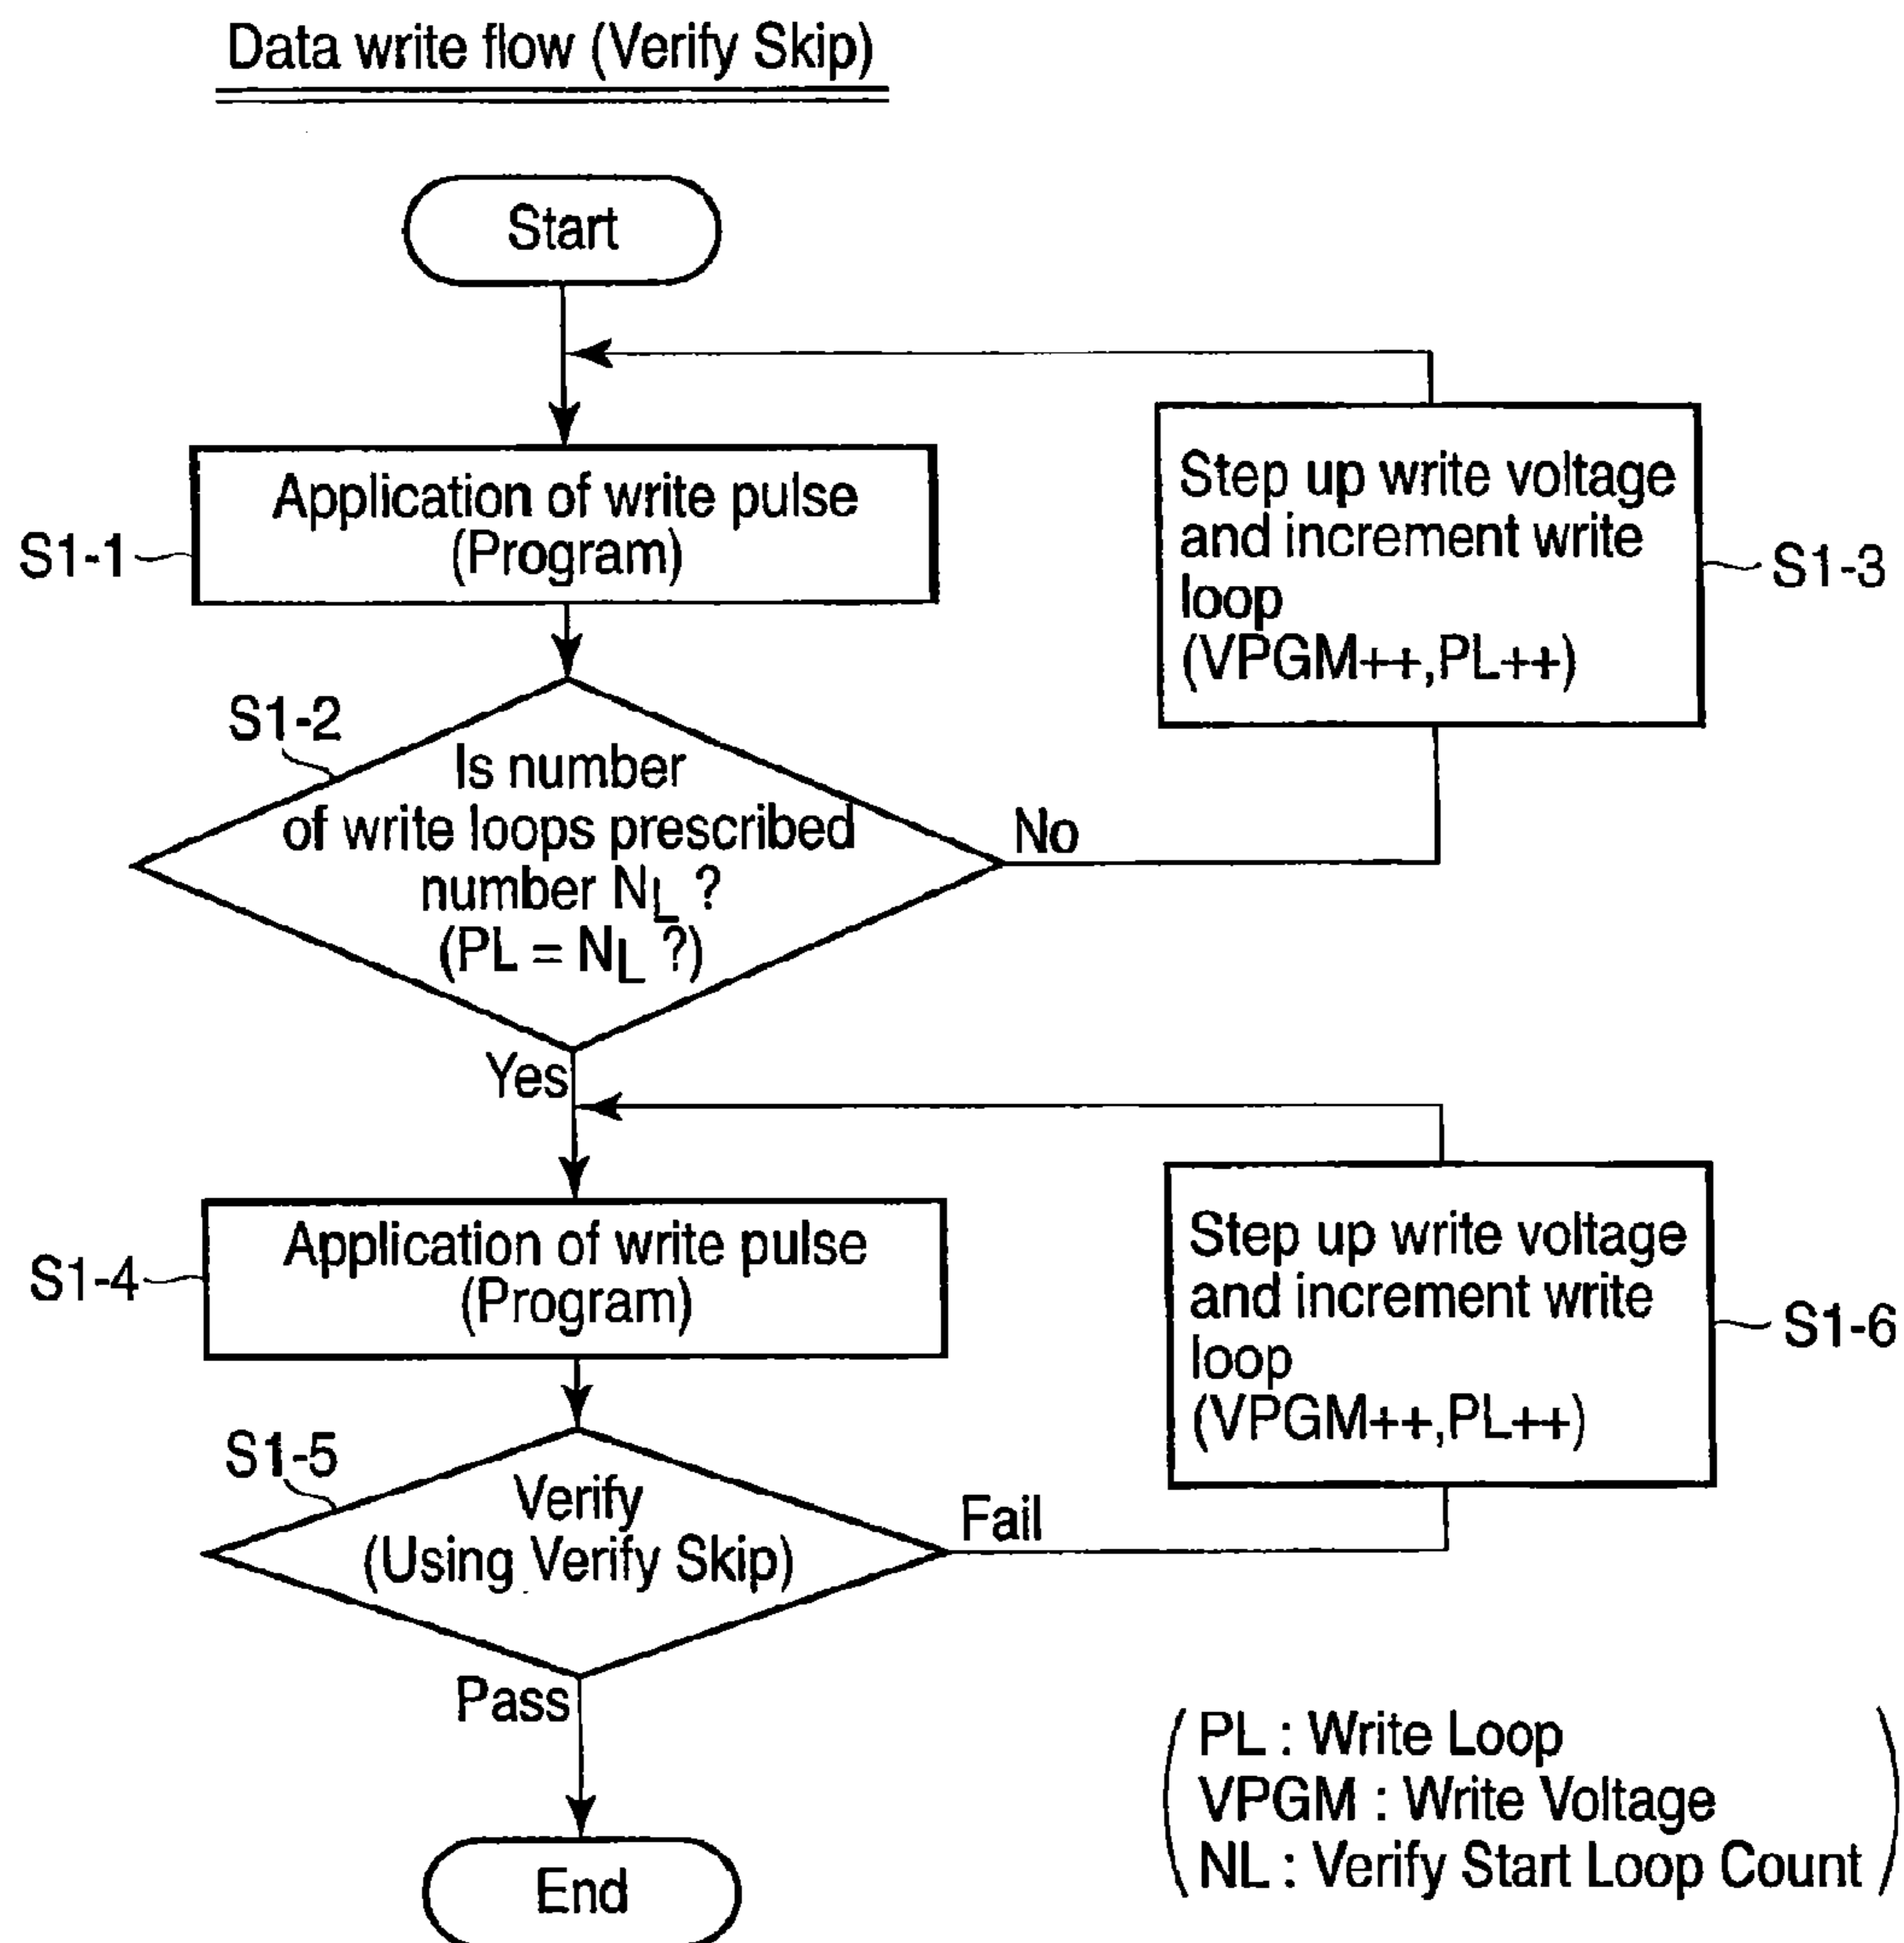 Data write flow (Verify Skip)
Start
Application of write pulse
(Program)
S1-1
Step up write voltage
and increment write
loop
(VPGM++,PL++)
S1-3
S1-2
Is number
of write loops prescribed
number NL ?
(PL = NL ?)
No
Yes
Application of write pulse
(Program)
S1-4
Step up write voltage
and increment write
loop
(VPGM++,PL++)
S1-6
S1-5
Verify
(Using Verify Skip)
Fail
Pass
End
PL : Write Loop
VPGM : Write Voltage
NL : Verify Start Loop Count